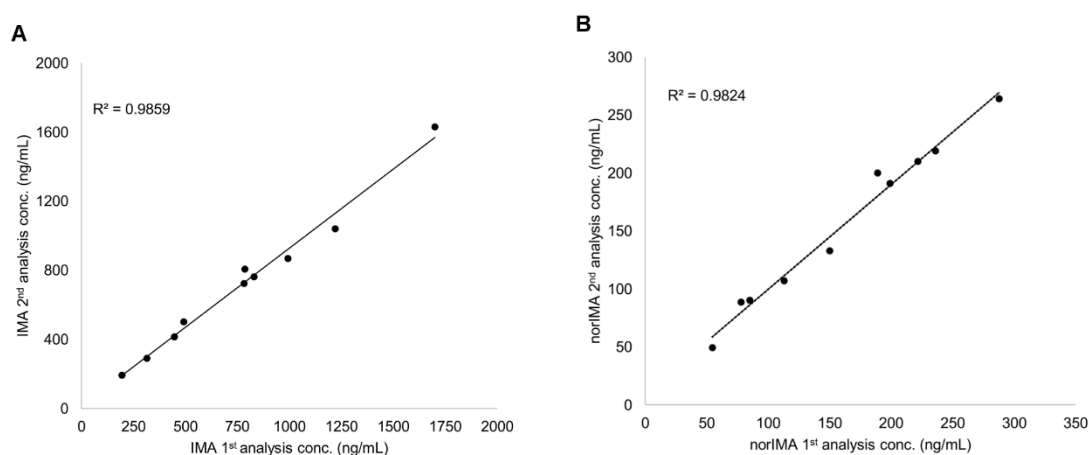 A
2000
1600
1200
800
400
0
R² = 0.9859
IMA 2nd analysis conc. (ng/mL)
0 250 500 750 1000 1250 1500 1750 2000
IMA 1st analysis conc. (ng/mL)
B
300
250
200
150
100
50
0
R² = 0.9824
norIMA 2nd analysis conc. (ng/mL)
0 50 100 150 200 250 300 350
norIMA 1st analysis conc. (ng/mL)